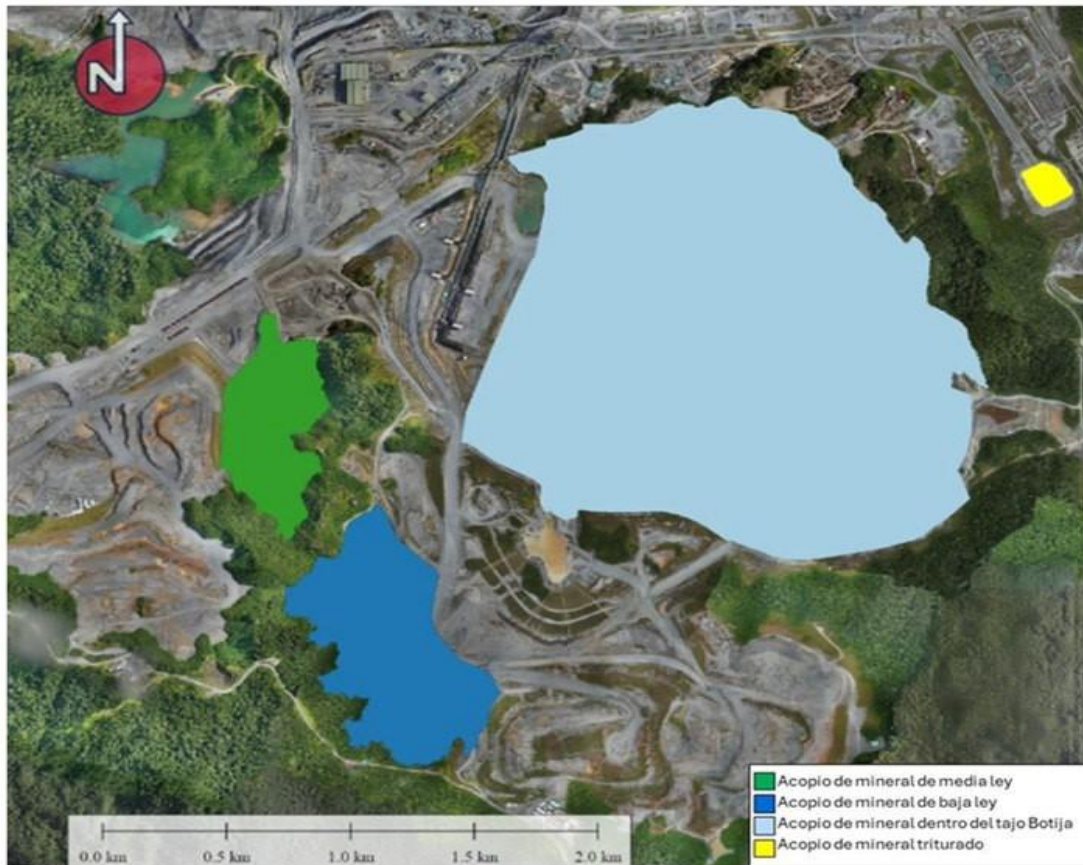 N
Acopio de mineral de media ley
Acopio de mineral de baja ley
Acopio de mineral dentro del tajo Botija
Acopio de mineral triturado
0.0 km 0.5 km 1.0 km 1.5 km 2.0 km